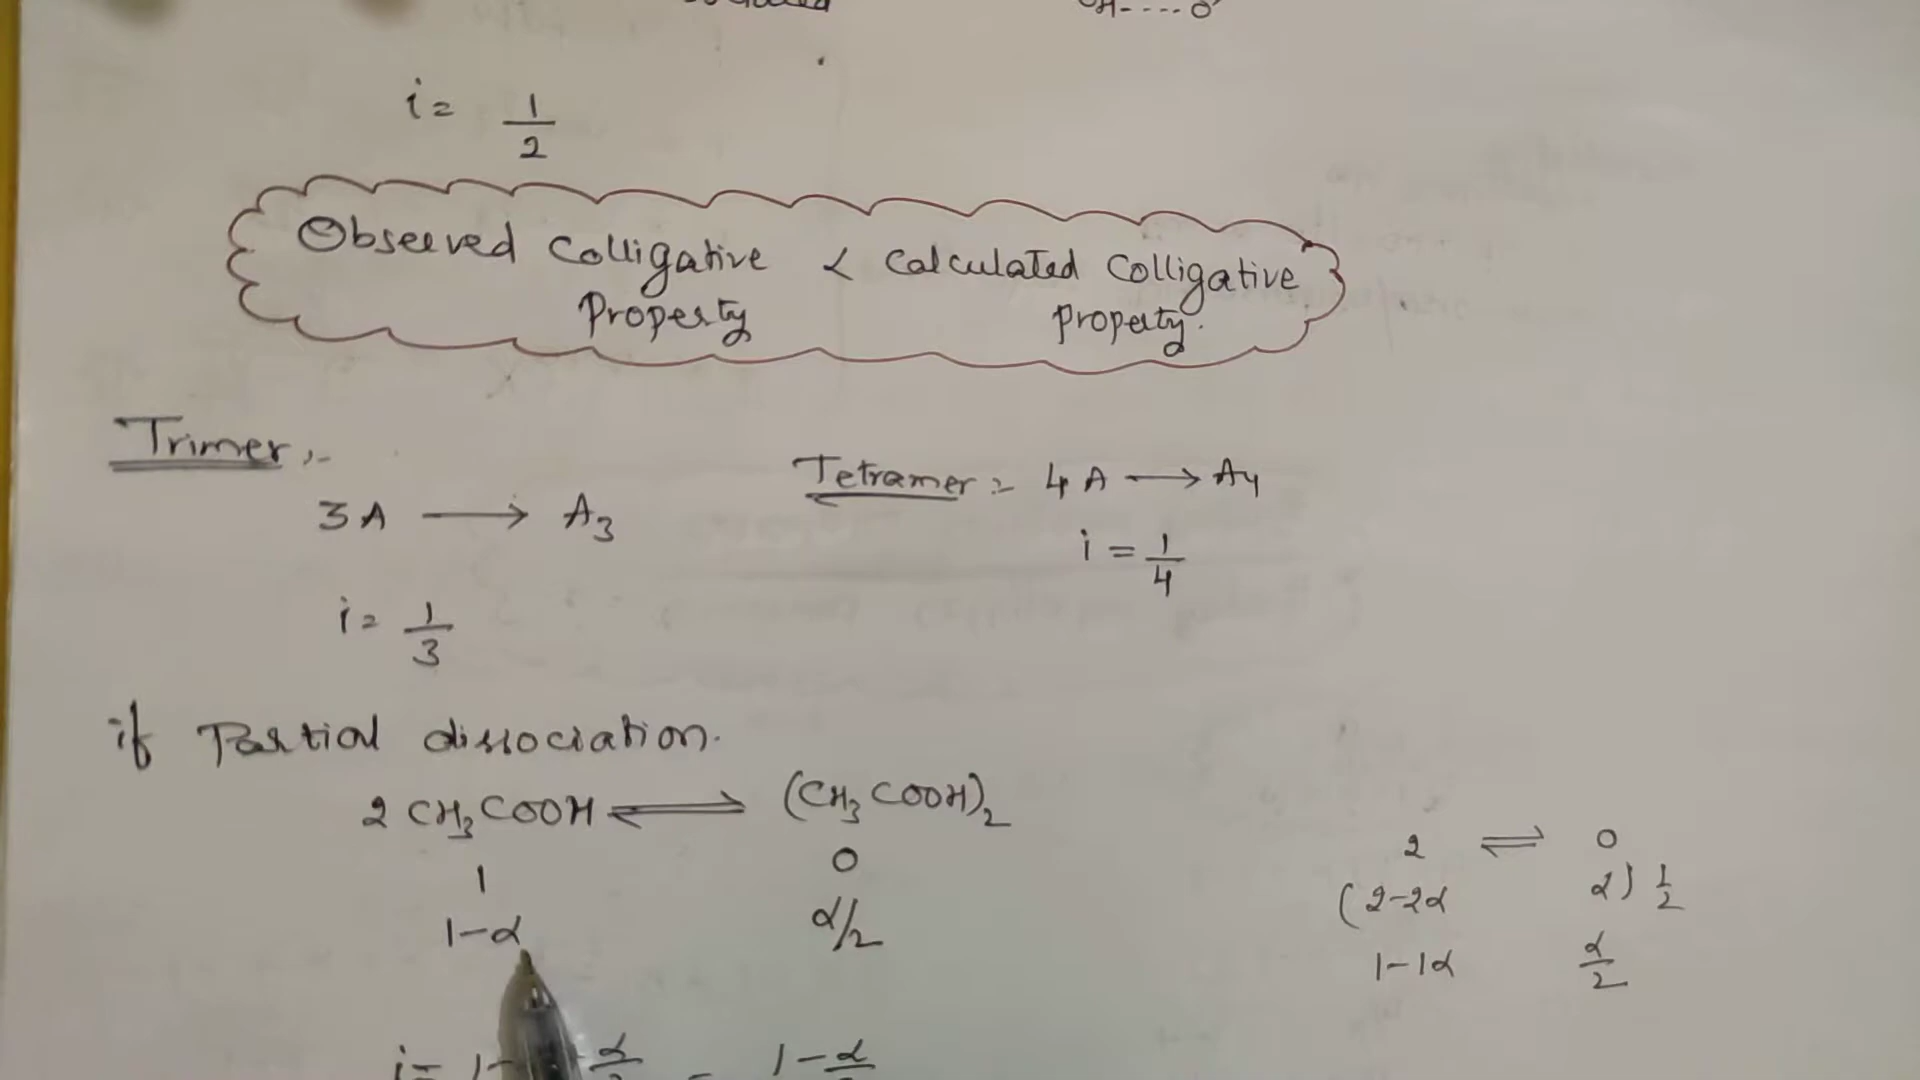 H----O
i = 1/2
Observed Colligative Property < Calculated Colligative Property.
Trimer :-
3A ⟶ A₃
i = 1/3
Tetramer :- 4A ⟶ A₄
i = 1/4
if Partial dissociation.
2 CH₃COOH ⇌ (CH₃COOH)₂
1 0
1-α α/2
2 ⇌ 0
(2-2α α) 1/2
1-1α α/2